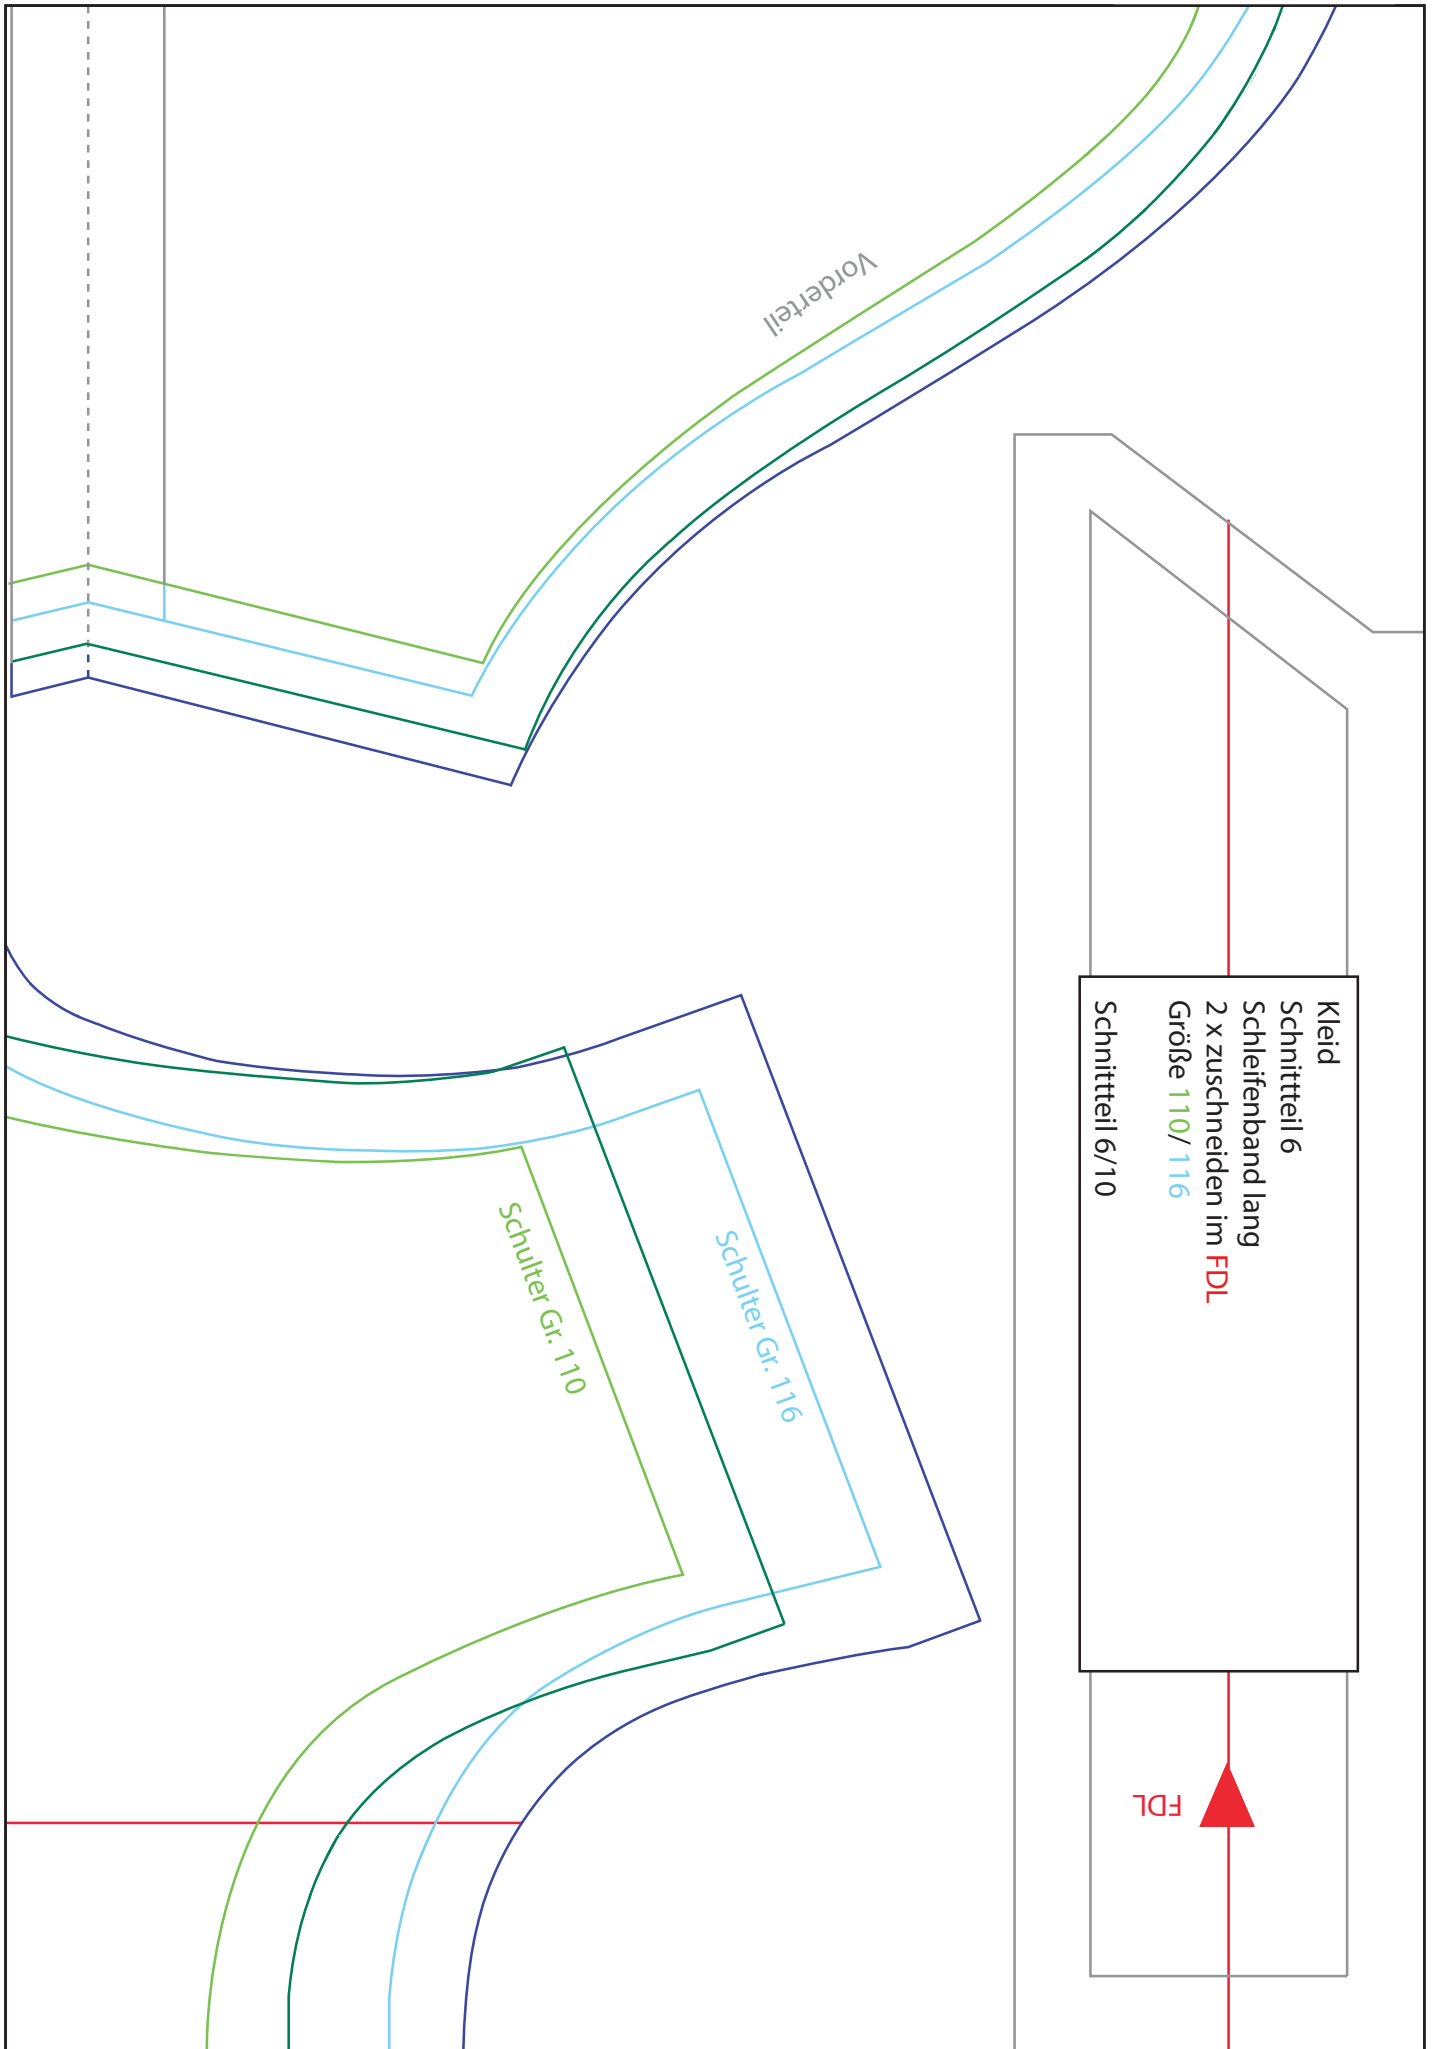 Vorderteil
Kleid
Schnittteil 6
Schleifenband lang
2 x zuschneiden im FDL
Größe 110/ 116
Schnittteil 6/10
Schulter Gr. 110
Schulter Gr. 116
FDL